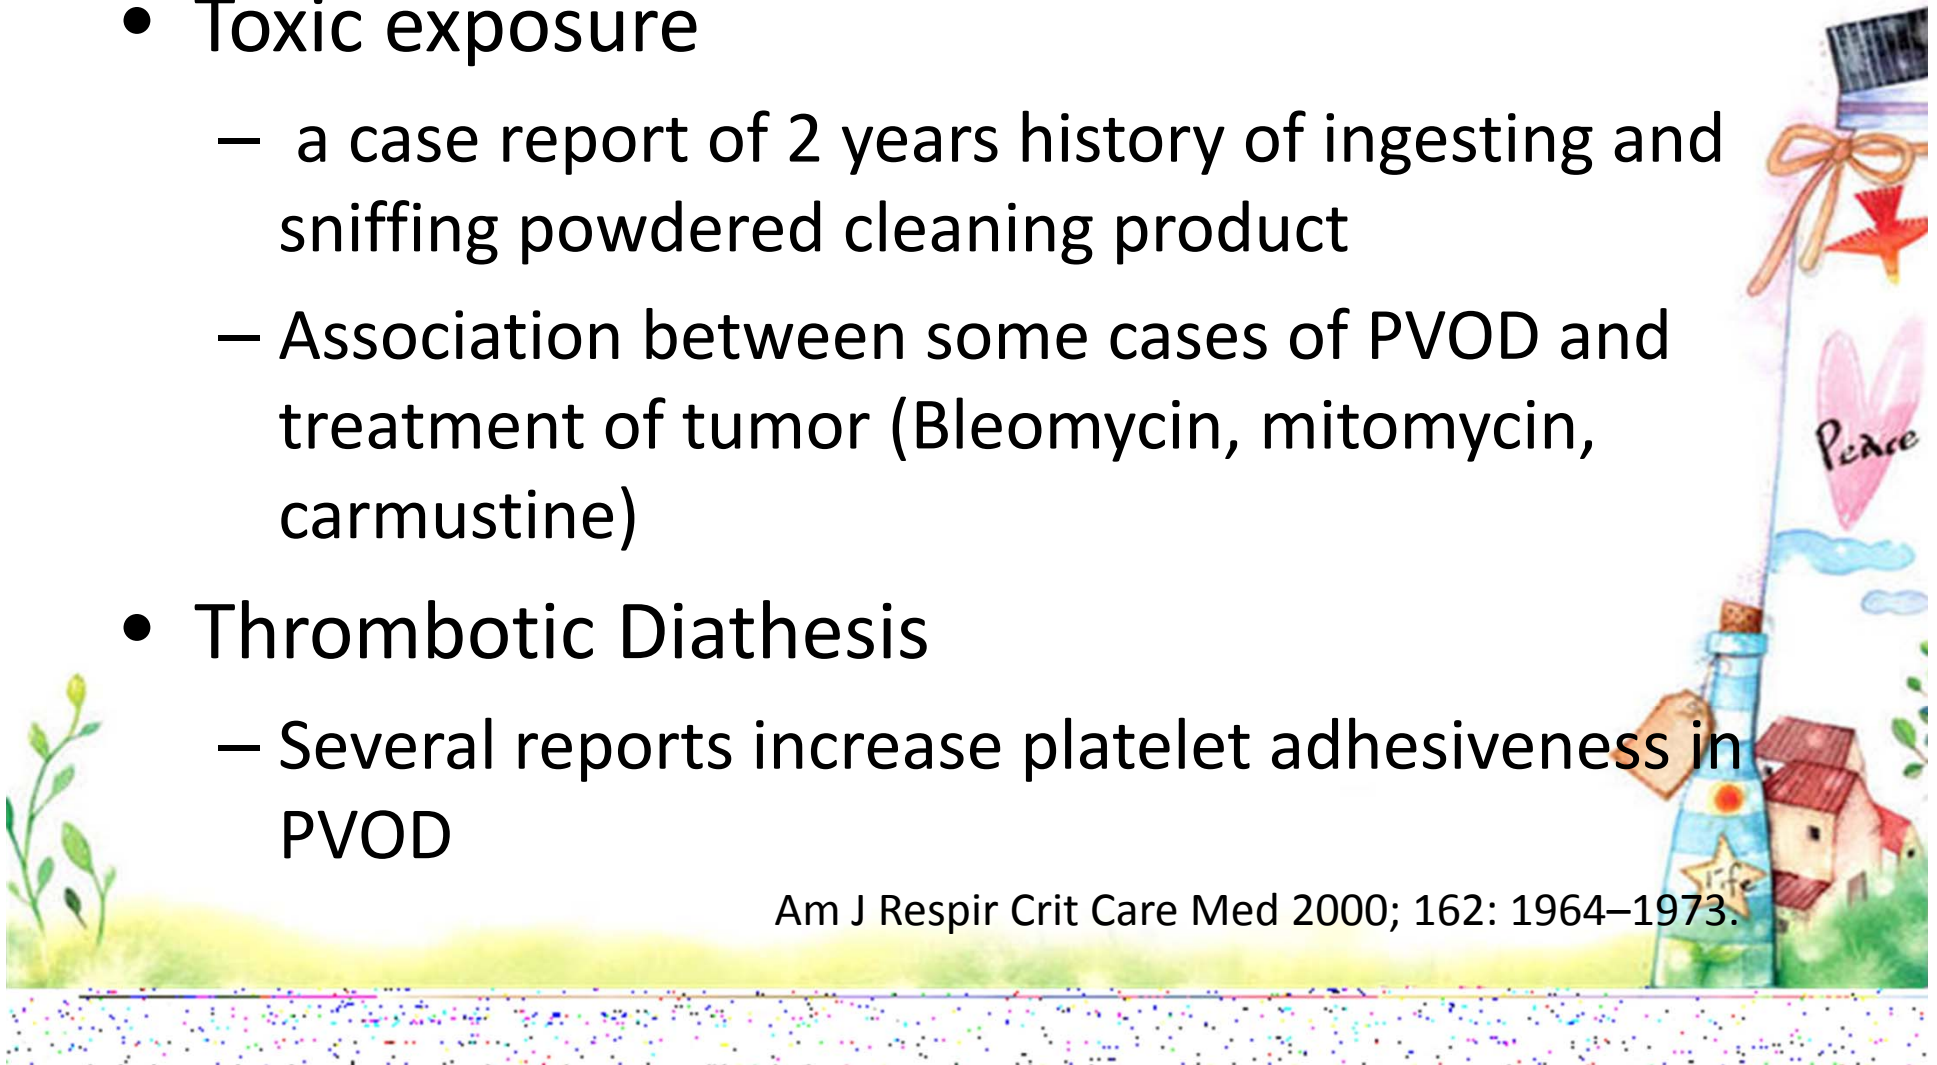 • Toxic exposure
– a case report of 2 years history of ingesting and
sniffing powdered cleaning product
– Association between some cases of PVOD and
treatment of tumor (Bleomycin, mitomycin,
carmustine)
Peace
• Thrombotic Diathesis
– Several reports increase platelet adhesiveness in
PVOD
life
Am J Respir Crit Care Med 2000; 162: 1964–1973.